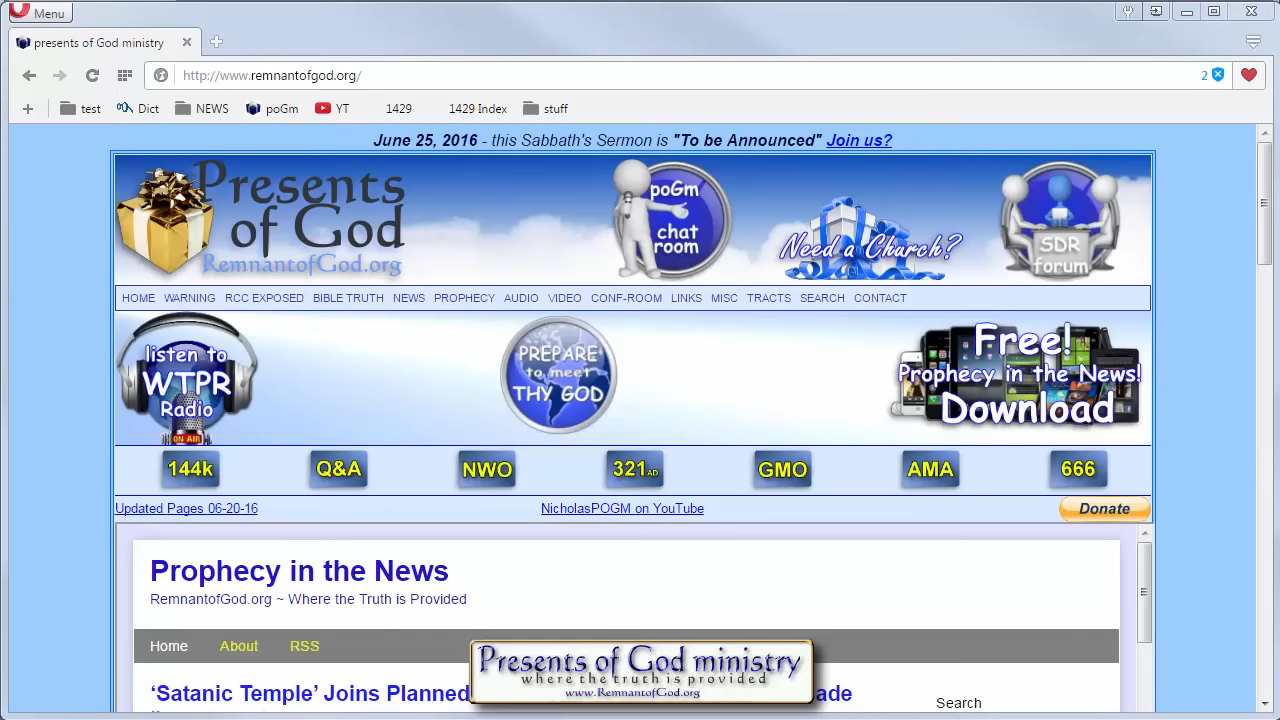 Menu
presents of God ministry
http://www.remnantofgod.org/
2
test Dict NEWS poGm YT 1429 1429 Index stuff
June 25, 2016 - this Sabbath's Sermon is "To be Announced" Join us?
Presents
of God
RemnantofGod.org
poGm
chat
room
Need a Church?
SDR
forum
HOME WARNING RCC EXPOSED BIBLE TRUTH NEWS PROPHECY AUDIO VIDEO CONF-ROOM LINKS MISC TRACTS SEARCH CONTACT
listen to
WTPR
Radio
ON AIR
PREPARE
to meet
THY GOD
Free!
Prophecy in the News!
Download
144k Q&A NWO 321AD GMO AMA 666
Updated Pages 06-20-16 NicholasPOGM on YouTube Donate
Prophecy in the News
RemnantofGod.org ~ Where the Truth is Provided
Home About RSS
Presents of God ministry
where the truth is provided
www.RemnantofGod.org
‘Satanic Temple’ Joins Planned
Search